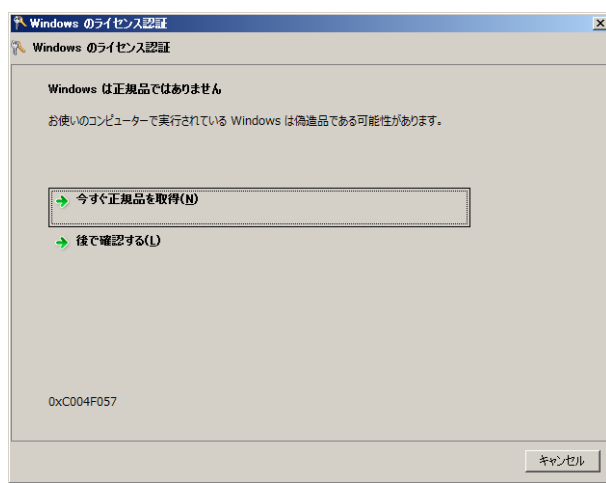 Windows のライセンス認証
Windows のライセンス認証
Windows は正規品ではありません
お使いのコンピューターで実行されている Windows は偽造品である可能性があります。
今すぐ正規品を取得(N)
後で確認する(L)
0xC004F057
キャンセル